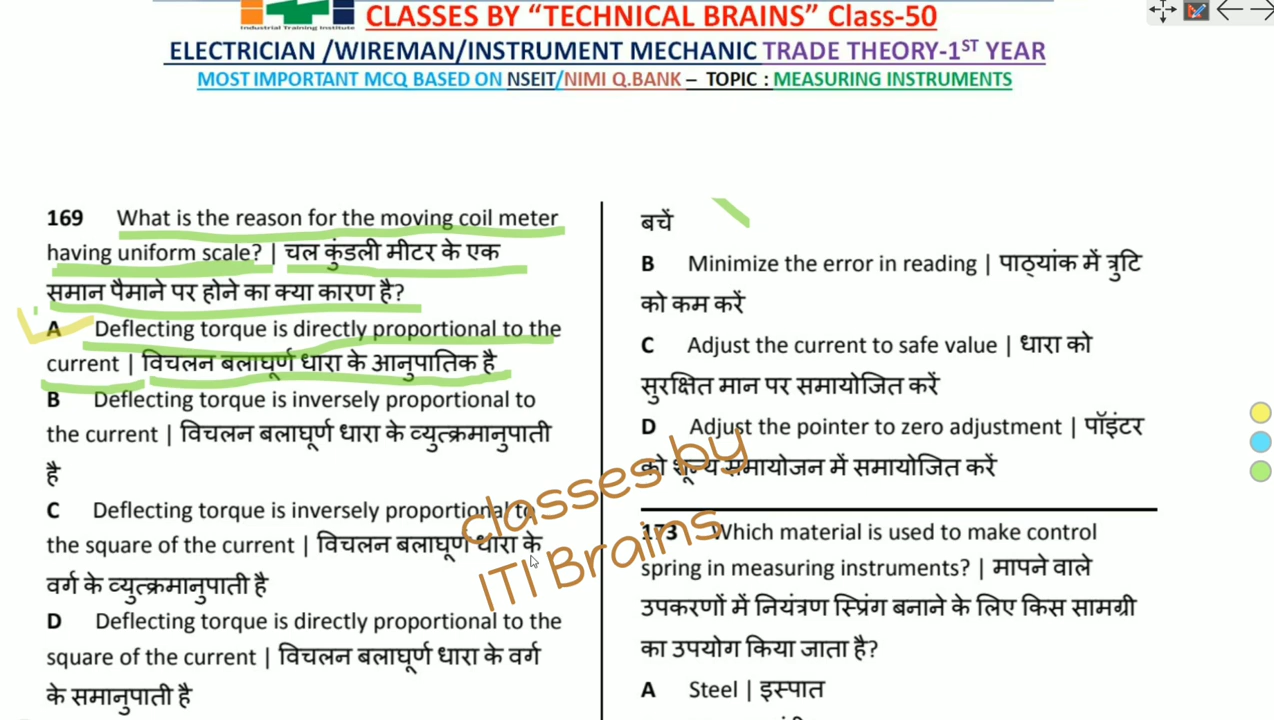 Industrial Training Institute
CLASSES BY “TECHNICAL BRAINS” Class-50
ELECTRICIAN /WIREMAN/INSTRUMENT MECHANIC TRADE THEORY-1ST YEAR
MOST IMPORTANT MCQ BASED ON NSEIT/NIMI Q.BANK – TOPIC : MEASURING INSTRUMENTS
169 What is the reason for the moving coil meter
having uniform scale? | चल कुंडली मीटर के एक
समान पैमाने पर होने का क्या कारण है?
A Deflecting torque is directly proportional to the
current | विचलन बलाघूर्ण धारा के आनुपातिक है
B Deflecting torque is inversely proportional to
the current | विचलन बलाघूर्ण धारा के व्युत्क्रमानुपाती
है
C Deflecting torque is inversely proportional to
the square of the current | विचलन बलाघूर्ण धारा के
वर्ग के व्युत्क्रमानुपाती है
D Deflecting torque is directly proportional to the
square of the current | विचलन बलाघूर्ण धारा के वर्ग
के समानुपाती है
बचें
B Minimize the error in reading | पाठ्यांक में त्रुटि
को कम करें
C Adjust the current to safe value | धारा को
सुरक्षित मान पर समायोजित करें
D Adjust the pointer to zero adjustment | पॉइंटर
को शून्य समायोजन में समायोजित करें
173 Which material is used to make control
spring in measuring instruments? | मापने वाले
उपकरणों में नियंत्रण स्प्रिंग बनाने के लिए किस सामग्री
का उपयोग किया जाता है?
A Steel | इस्पात
classes by
ITI Brains